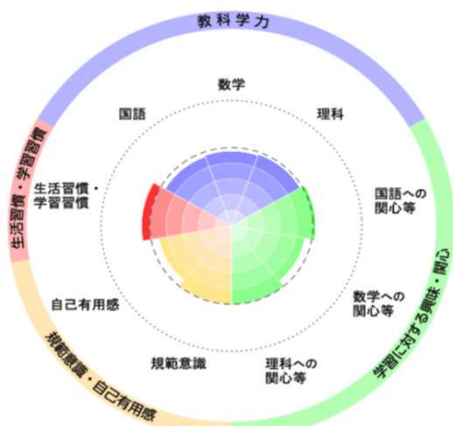 教科学力
数学
国語
理科
生活習慣・学習習慣
生活習慣・
学習習慣
国語への
関心等
自己有用感
数学への
関心等
規範意識
理科への
関心等
学習に対する興味・関心
規範意識・自己有用感